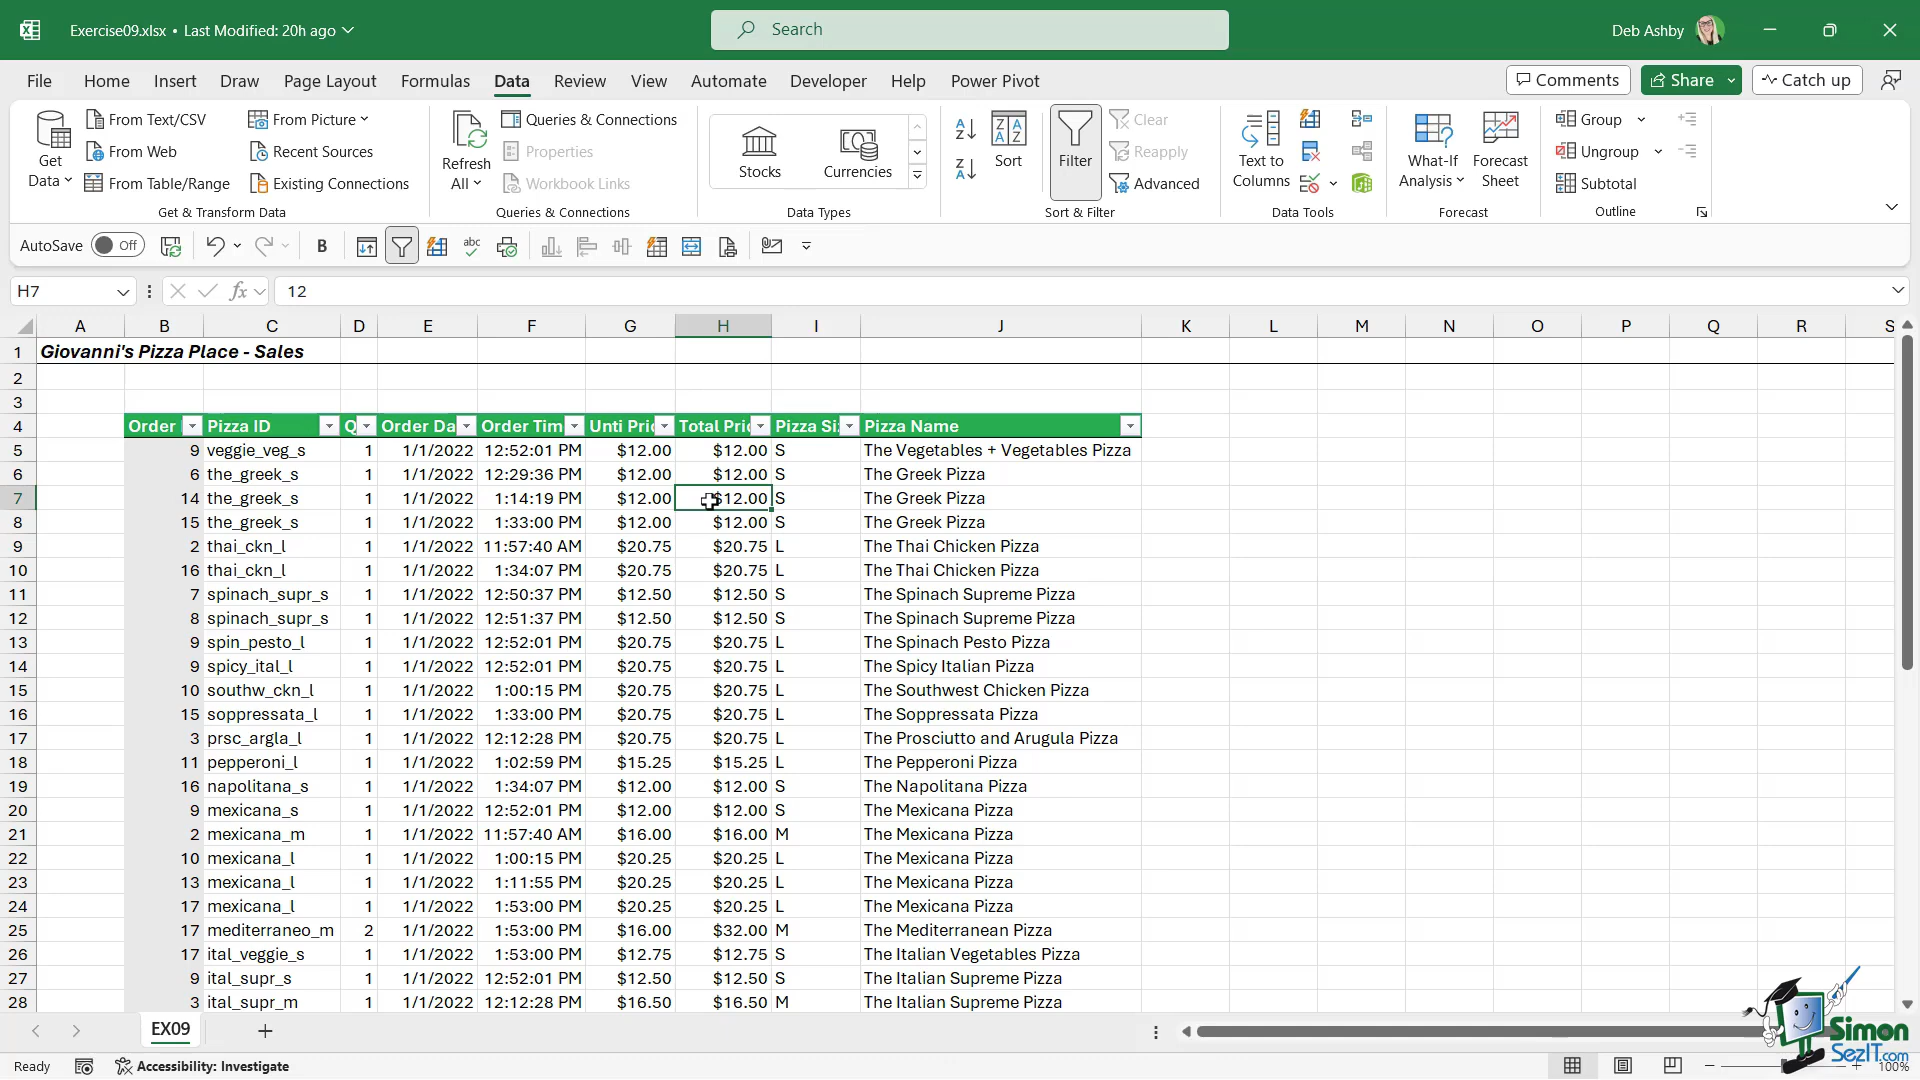 Exercise09.xlsx • Last Modified: 20h ago
Search
Deb Ashby
File Home Insert Draw Page Layout Formulas Data Review View Automate Developer Help Power Pivot
Comments Share Catch up
Get Data
From Text/CSV
From Web
From Table/Range
From Picture
Recent Sources
Existing Connections
Get & Transform Data
Refresh All
Queries & Connections
Properties
Workbook Links
Queries & Connections
Stocks
Currencies
Data Types
Sort
Filter
Clear
Reapply
Advanced
Sort & Filter
Text to Columns
Data Tools
What-If Analysis
Forecast Sheet
Forecast
Group
Ungroup
Subtotal
Outline
AutoSave Off B abc
H7 fx 12
A B C D E F G H I J K L M N O P Q R S
1 Giovanni's Pizza Place - Sales
2
3
4 Order Pizza ID Q Order Da Order Tim Unti Pric Total Pric Pizza Si Pizza Name
5 9 veggie_veg_s 1 1/1/2022 12:52:01 PM $12.00 $12.00 S The Vegetables + Vegetables Pizza
6 6 the_greek_s 1 1/1/2022 12:29:36 PM $12.00 $12.00 S The Greek Pizza
7 14 the_greek_s 1 1/1/2022 1:14:19 PM $12.00 $12.00 S The Greek Pizza
8 15 the_greek_s 1 1/1/2022 1:33:00 PM $12.00 $12.00 S The Greek Pizza
9 2 thai_ckn_l 1 1/1/2022 11:57:40 AM $20.75 $20.75 L The Thai Chicken Pizza
10 16 thai_ckn_l 1 1/1/2022 1:34:07 PM $20.75 $20.75 L The Thai Chicken Pizza
11 7 spinach_supr_s 1 1/1/2022 12:50:37 PM $12.50 $12.50 S The Spinach Supreme Pizza
12 8 spinach_supr_s 1 1/1/2022 12:51:37 PM $12.50 $12.50 S The Spinach Supreme Pizza
13 9 spin_pesto_l 1 1/1/2022 12:52:01 PM $20.75 $20.75 L The Spinach Pesto Pizza
14 9 spicy_ital_l 1 1/1/2022 12:52:01 PM $20.75 $20.75 L The Spicy Italian Pizza
15 10 southw_ckn_l 1 1/1/2022 1:00:15 PM $20.75 $20.75 L The Southwest Chicken Pizza
16 15 soppressata_l 1 1/1/2022 1:33:00 PM $20.75 $20.75 L The Soppressata Pizza
17 3 prsc_argla_l 1 1/1/2022 12:12:28 PM $20.75 $20.75 L The Prosciutto and Arugula Pizza
18 11 pepperoni_l 1 1/1/2022 1:02:59 PM $15.25 $15.25 L The Pepperoni Pizza
19 16 napolitana_s 1 1/1/2022 1:34:07 PM $12.00 $12.00 S The Napolitana Pizza
20 9 mexicana_s 1 1/1/2022 12:52:01 PM $12.00 $12.00 S The Mexicana Pizza
21 2 mexicana_m 1 1/1/2022 11:57:40 AM $16.00 $16.00 M The Mexicana Pizza
22 10 mexicana_l 1 1/1/2022 1:00:15 PM $20.25 $20.25 L The Mexicana Pizza
23 13 mexicana_l 1 1/1/2022 1:11:55 PM $20.25 $20.25 L The Mexicana Pizza
24 17 mexicana_l 1 1/1/2022 1:53:00 PM $20.25 $20.25 L The Mexicana Pizza
25 17 mediterraneo_m 2 1/1/2022 1:53:00 PM $16.00 $32.00 M The Mediterranean Pizza
26 17 ital_veggie_s 1 1/1/2022 1:53:00 PM $12.75 $12.75 S The Italian Vegetables Pizza
27 9 ital_supr_s 1 1/1/2022 12:52:01 PM $12.50 $12.50 S The Italian Supreme Pizza
28 3 ital_supr_m 1 1/1/2022 12:12:28 PM $16.50 $16.50 M The Italian Supreme Pizza
EX09
Simon
SezIT.com
Ready Accessibility: Investigate 100%